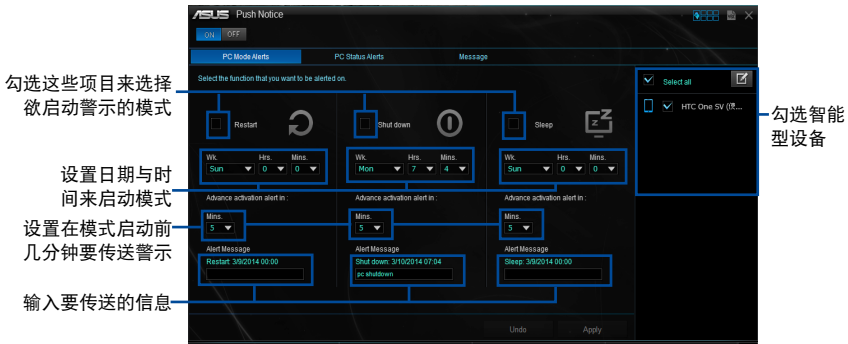 ASUS Push Notice
ON OFF
PC Mode Alerts PC Status Alerts Message
Select the function that you want to be alerted on.
Select all
HTC One SV ((僾...
勾选这些项目来选择
欲启动警示的模式
勾选智能
型设备
Restart Shut down Sleep
Wk. Hrs. Mins. Wk. Hrs. Mins. Wk. Hrs. Mins.
Sun 0 0 Mon 7 4 Sun 0 0
设置日期与时
间来启动模式
Advance activation alert in : Advance activation alert in : Advance activation alert in :
Mins. Mins. Mins.
5 5 5
设置在模式启动前
几分钟要传送警示
Alert Message Alert Message Alert Message
Restart: 3/9/2014 00:00 Shut down: 3/10/2014 07:04 Sleep: 3/9/2014 00:00
pc shutdown
输入要传送的信息
Undo Apply